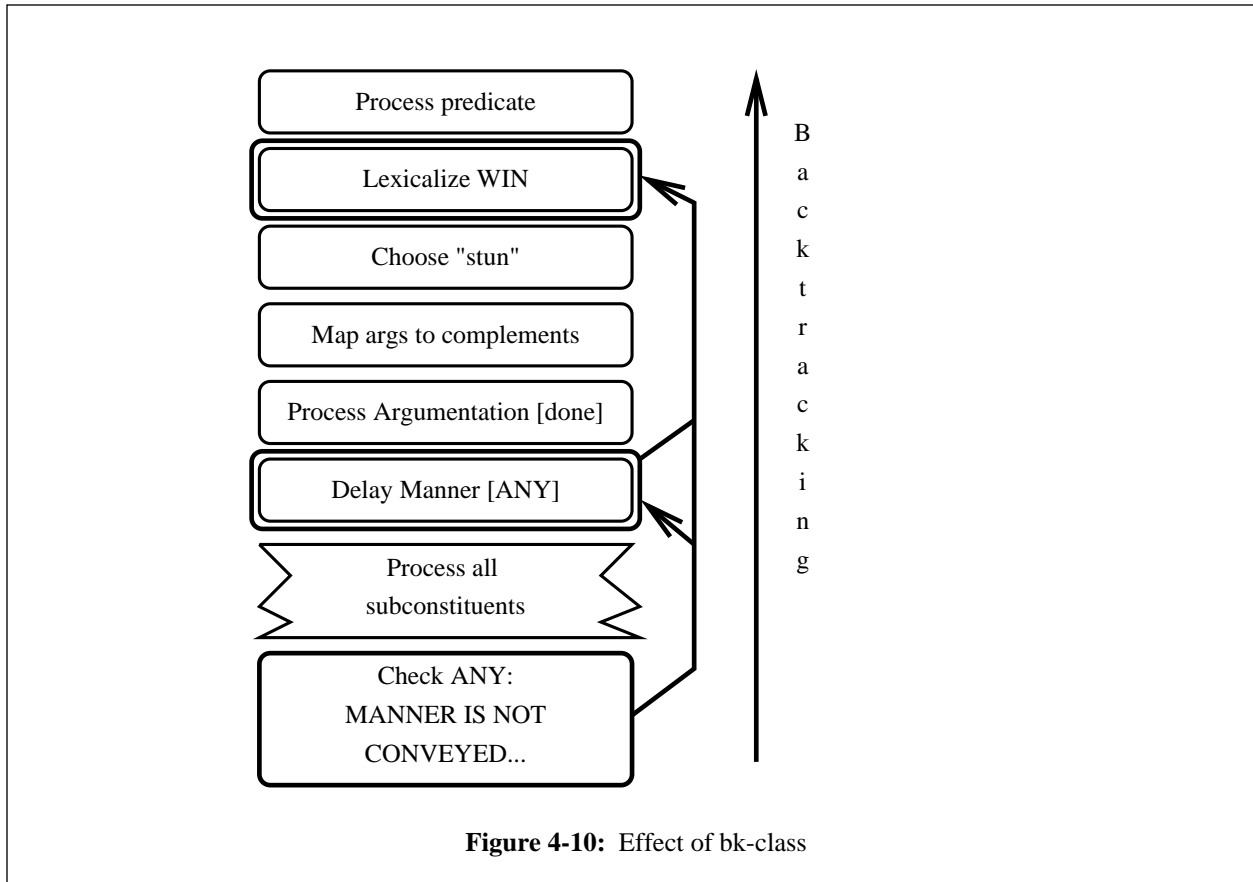 Process predicate
Lexicalize WIN
Choose "stun"
Map args to complements
Process Argumentation [done]
Delay Manner [ANY]
Process all
subconstituents
Check ANY:
MANNER IS NOT
CONVEYED...
B
a
c
k
t
r
a
c
k
i
n
g
Figure 4-10: Effect of bk-class